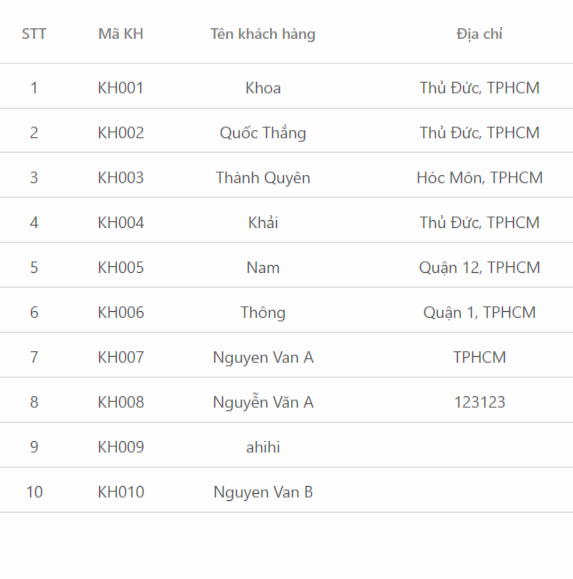 STT Mã KH Tên khách hàng Địa chỉ
1 KH001 Khoa Thủ Đức, TPHCM
2 KH002 Quốc Thắng Thủ Đức, TPHCM
3 KH003 Thành Quyên Hóc Môn, TPHCM
4 KH004 Khải Thủ Đức, TPHCM
5 KH005 Nam Quận 12, TPHCM
6 KH006 Thông Quận 1, TPHCM
7 KH007 Nguyen Van A TPHCM
8 KH008 Nguyễn Văn A 123123
9 KH009 ahihi
10 KH010 Nguyen Van B